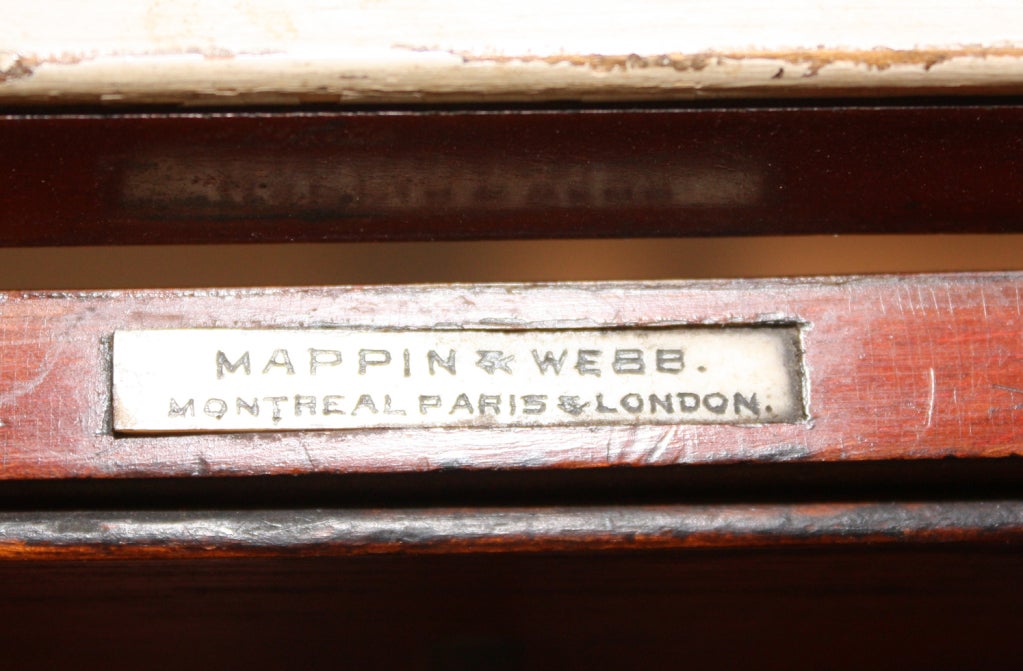 MAPPIN & WEBB.
MONTREAL PARIS & LONDON.